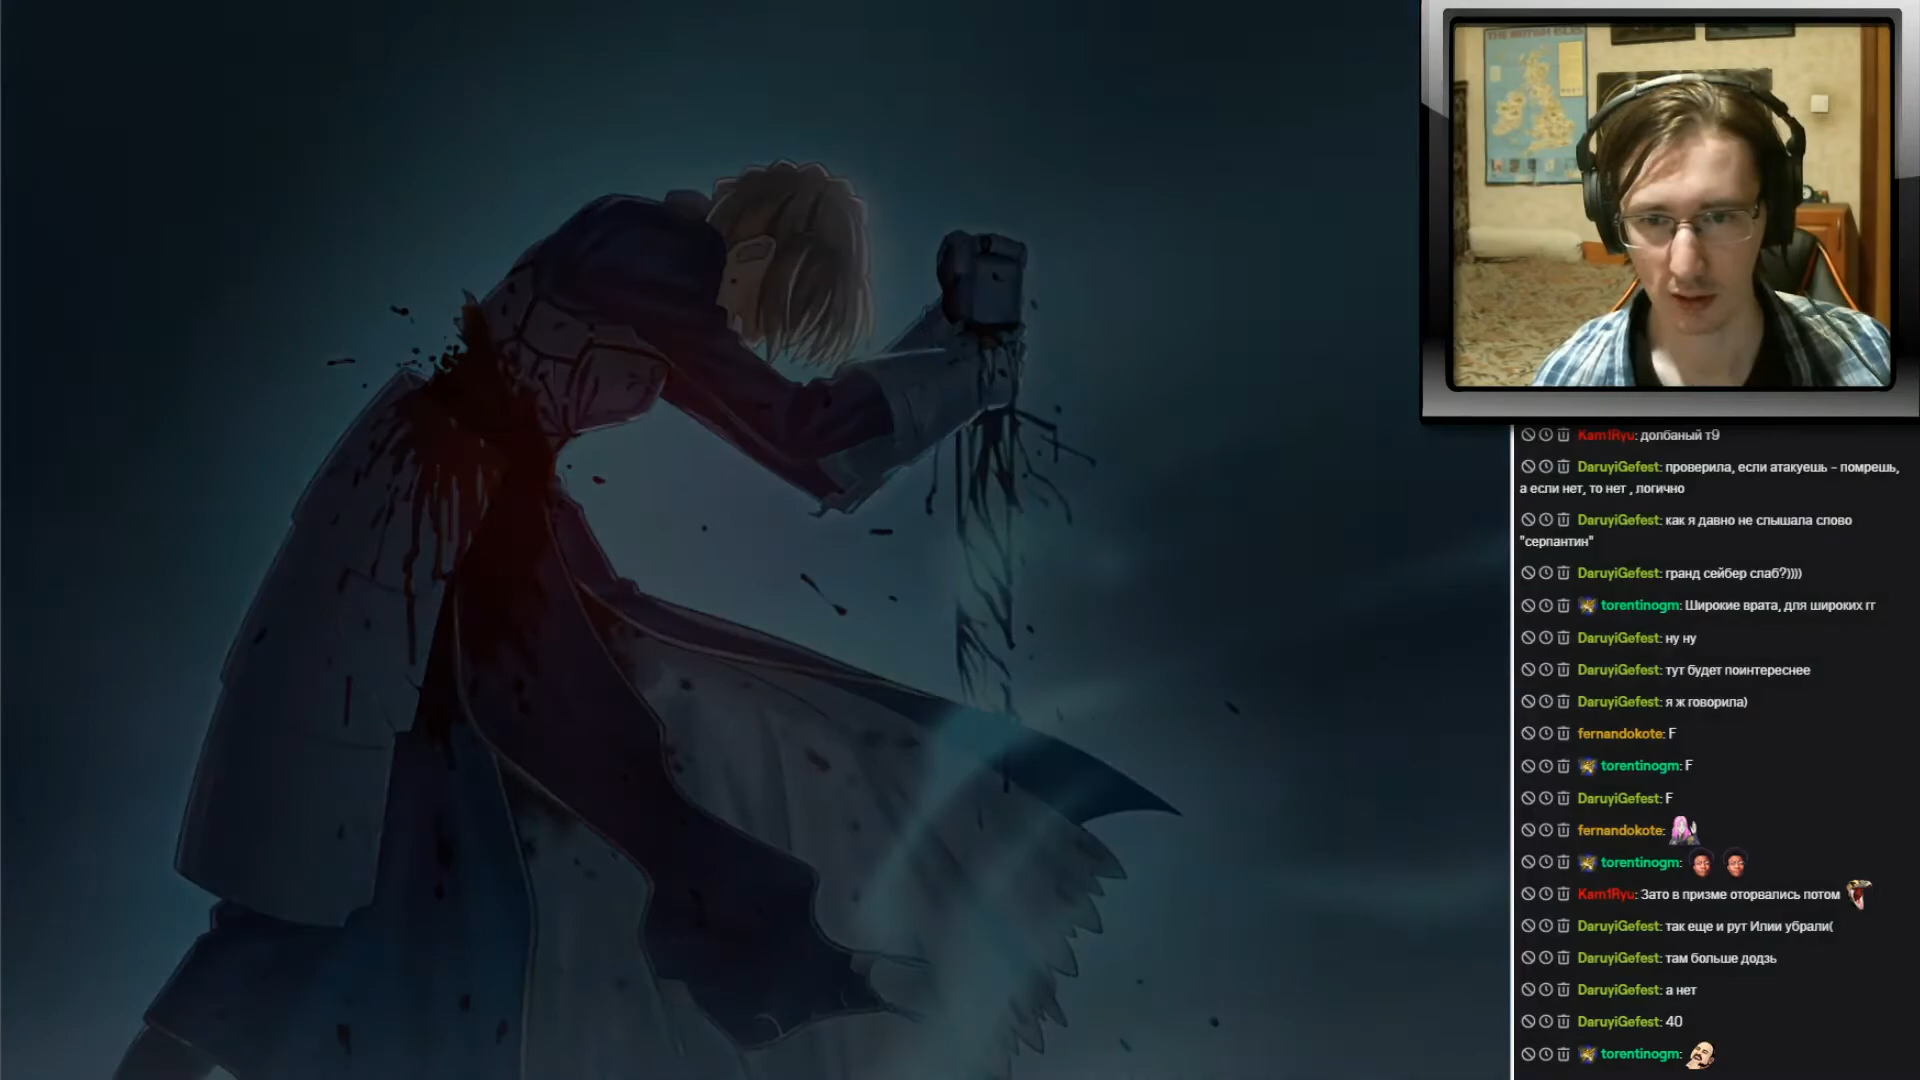 THE BRITISH ISLES
Kam1Ryu: долбаный т9
DaruyiGefest: проверила, если атакуешь - помрешь,
а если нет, то нет , логично
DaruyiGefest: как я давно не слышала слово
"серпантин"
DaruyiGefest: гранд сейбер слаб?))))
torentinogm: Широкие врата, для широких гг
DaruyiGefest: ну ну
DaruyiGefest: тут будет поинтереснее
DaruyiGefest: я ж говорила)
fernandokote: F
torentinogm: F
DaruyiGefest: F
fernandokote:
torentinogm:
Kam1Ryu: Зато в призме оторвались потом
DaruyiGefest: так еще и рут Илии убрали(
DaruyiGefest: там больше додзь
DaruyiGefest: а нет
DaruyiGefest: 40
torentinogm: